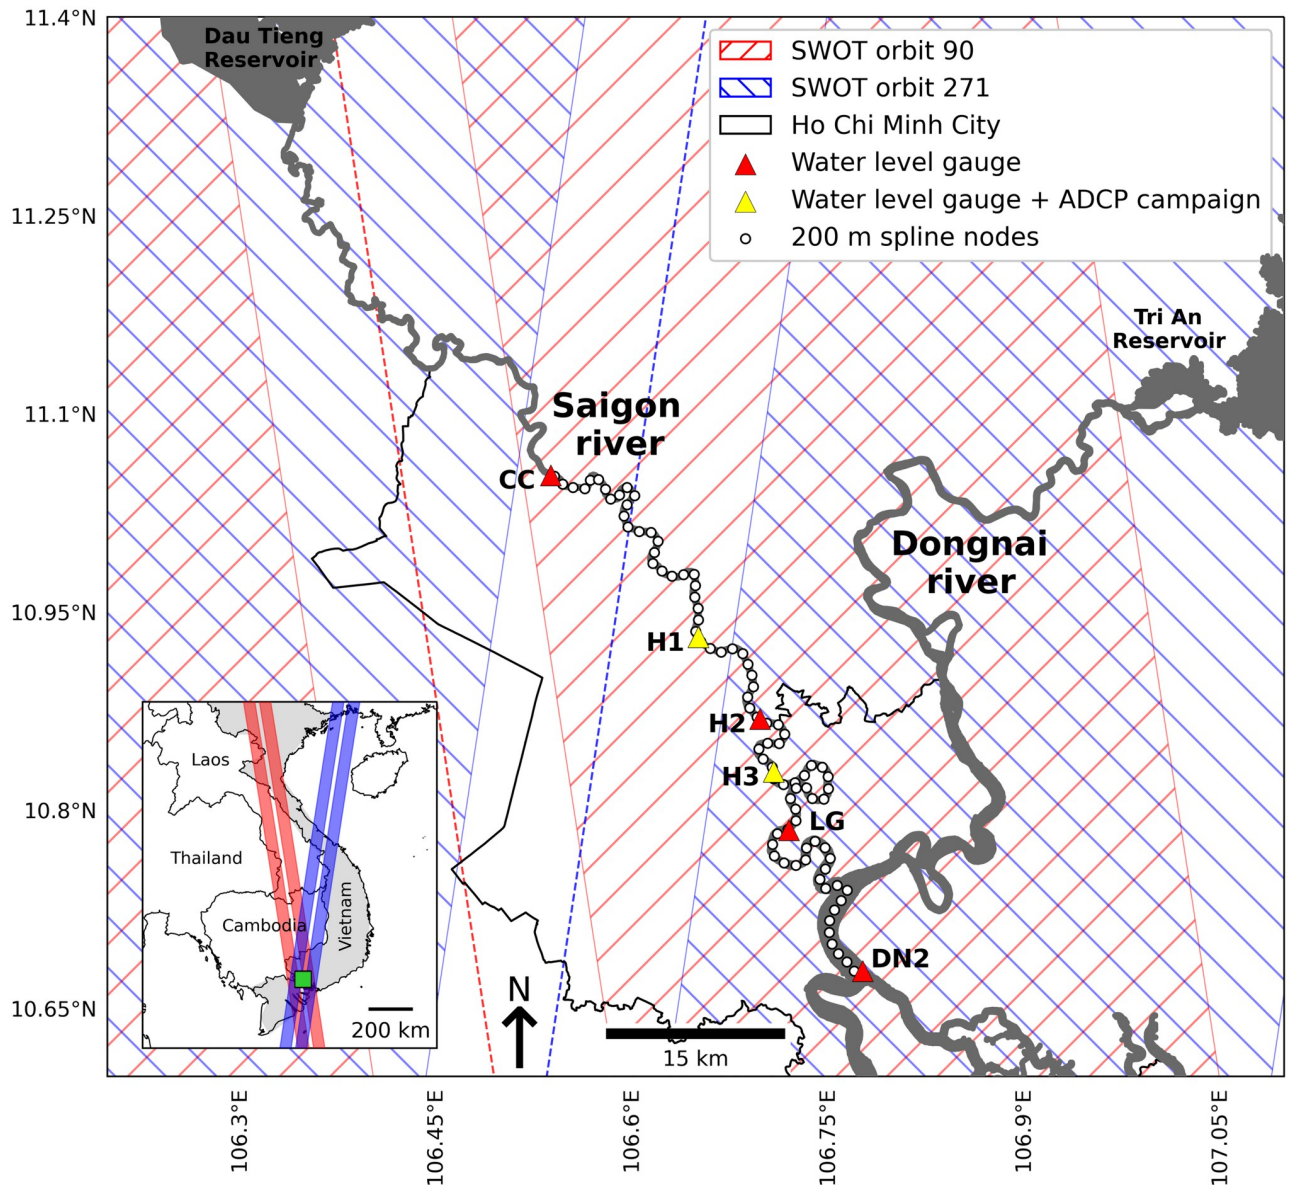 11.4°N
11.25°N
11.1°N
10.95°N
10.8°N
10.65°N
Dau Tieng
Reservoir
SWOT orbit 90
SWOT orbit 271
Ho Chi Minh City
Water level gauge
Water level gauge + ADCP campaign
200 m spline nodes
Tri An
Reservoir
Saigon
river
CC
Dongnai
river
H1
H2
H3
LG
DN2
Laos
Thailand
Cambodia
Vietnam
200 km
N
15 km
106.3°E
106.45°E
106.6°E
106.75°E
106.9°E
107.05°E